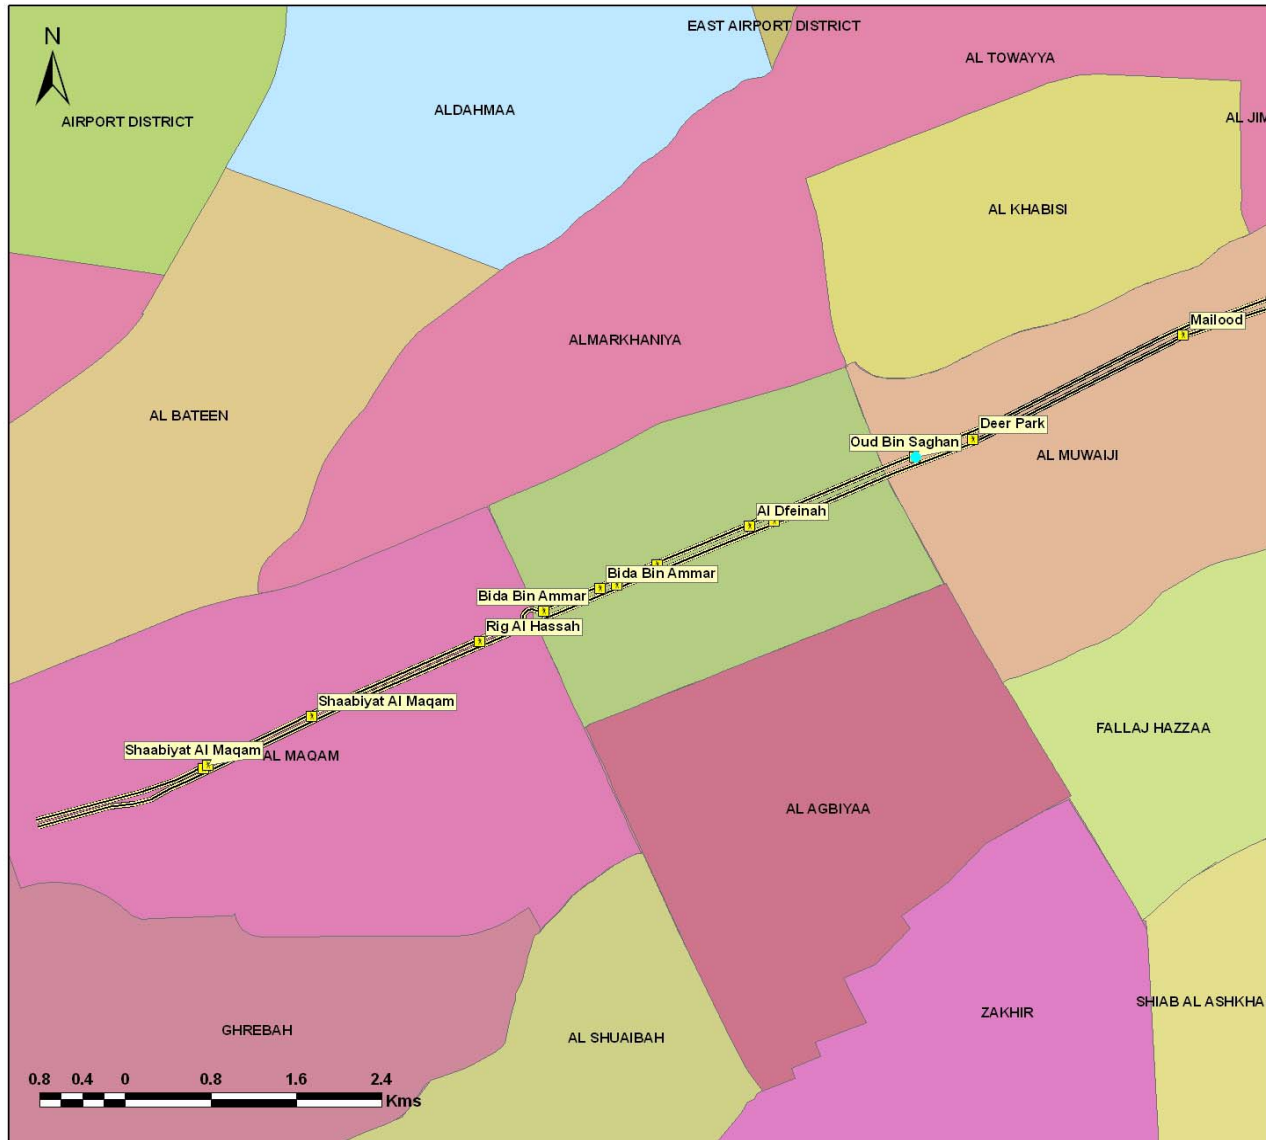 EAST AIRPORT DISTRICT
N
AL TOWAYYA
ALDAHMAA
AIRPORT DISTRICT
AL JIM
AL KHABISI
Mailood
ALMARKHANIYA
AL BATEEN
Deer Park
Oud Bin Saghan
AL MUWAIJI
Al Dfeinah
Bida Bin Ammar
Bida Bin Ammar
Rig Al Hassah
Shaabiyat Al Maqam
FALLAJ HAZZAA
Shaabiyat Al Maqam
AL MAQAM
AL AGBIYAA
SHIAB AL ASHKHA
ZAKHIR
GHREBAH
AL SHUAIBAH
0.8 0.4 0 0.8 1.6 2.4
Kms